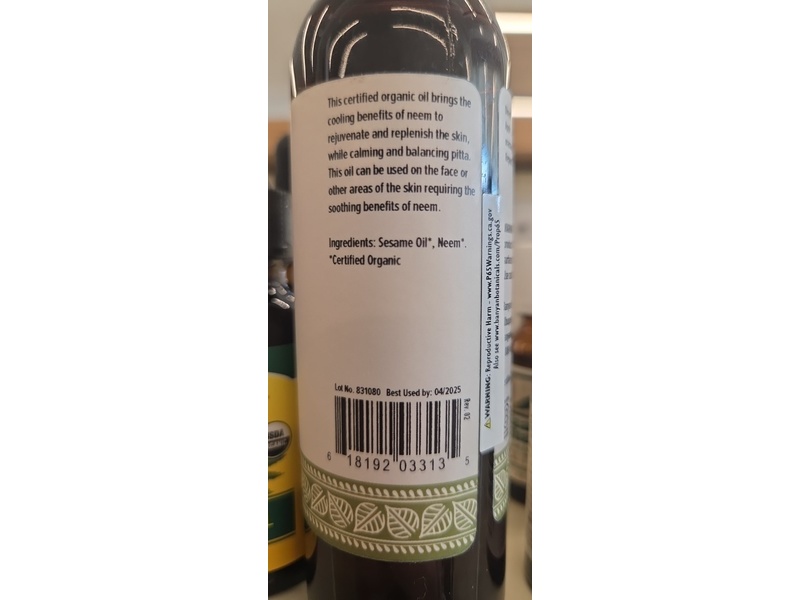 This certified organic oil brings the
cooling benefits of neem to
rejuvenate and replenish the skin,
while calming and balancing pitta.
This oil can be used on the face or
other areas of the skin requiring the
soothing benefits of neem.
Ingredients: Sesame Oil*, Neem*.
*Certified Organic
Lot No. 831080 Best Used by: 04/2025
Rev. 02
6 18192 03313 5
WARNING: Reproductive Harm - www.P65Warnings.ca.gov
Also see www.banyanbotanicals.com/Prop65